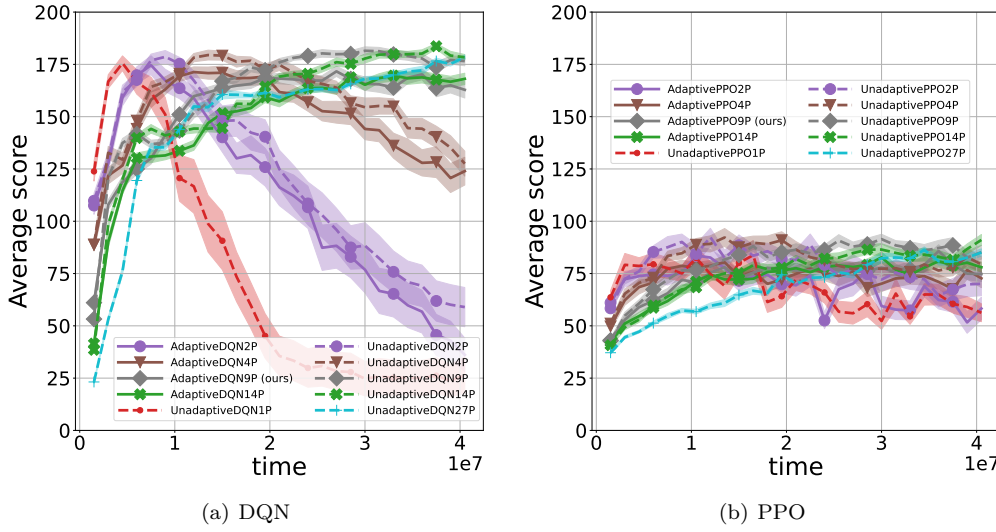 200
175
150
125
100
75
50
25
0
Average score
AdaptiveDQN2P
AdaptiveDQN4P
AdaptiveDQN9P (ours)
AdaptiveDQN14P
UnadaptiveDQN1P
UnadaptiveDQN2P
UnadaptiveDQN4P
UnadaptiveDQN9P
UnadaptiveDQN14P
UnadaptiveDQN27P
0 1 2 3 4
1e7
time
(a) DQN
200
175
150
125
100
75
50
25
0
Average score
AdaptivePPO2P
AdaptivePPO4P
AdaptivePPO9P (ours)
AdaptivePPO14P
UnadaptivePPO1P
UnadaptivePPO2P
UnadaptivePPO4P
UnadaptivePPO9P
UnadaptivePPO14P
UnadaptivePPO27P
0 1 2 3 4
1e7
time
(b) PPO